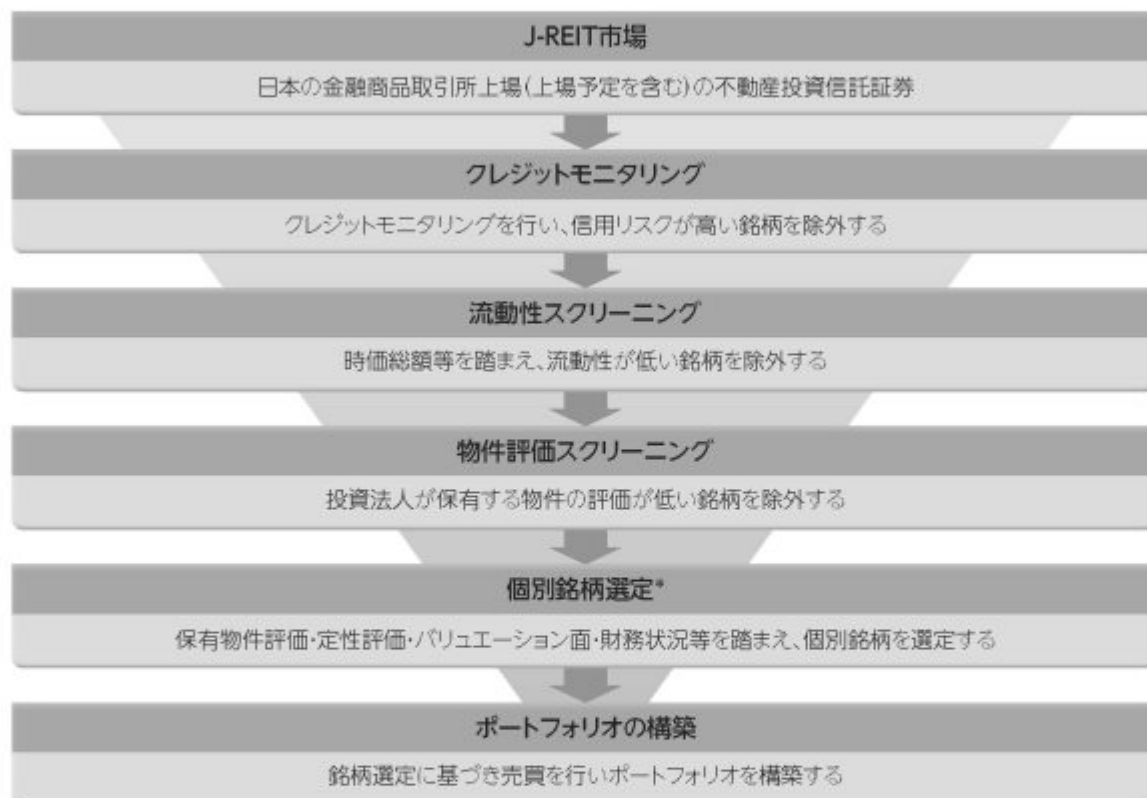 J-REIT市場
日本の金融商品取引所上場(上場予定を含む)の不動産投資信託証券
クレジットモニタリング
クレジットモニタリングを行い、信用リスクが高い銘柄を除外する
流動性スクリーニング
時価総額等を踏まえ、流動性が低い銘柄を除外する
物件評価スクリーニング
投資法人が保有する物件の評価が低い銘柄を除外する
個別銘柄選定*
保有物件評価・定性評価・バリュエーション面・財務状況等を踏まえ、個別銘柄を選定する
ポートフォリオの構築
銘柄選定に基づき売買を行いポートフォリオを構築する